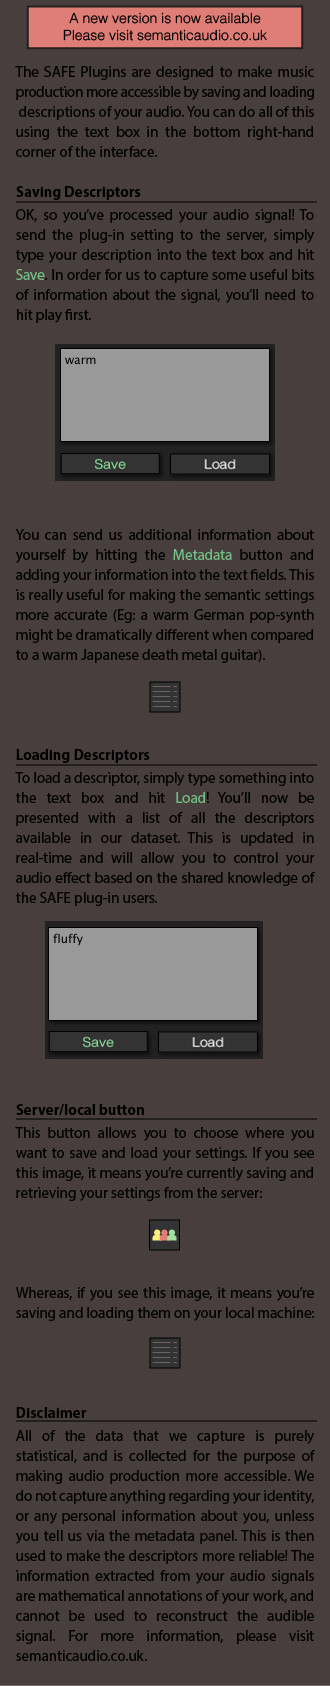 A new version is now available
Please visit semanticaudio.co.uk
The SAFE Plugins are designed to make music
production more accessible by saving and loading
descriptions of your audio. You can do all of this
using the text box in the bottom right-hand
corner of the interface.
Saving Descriptors
OK, so you've processed your audio signal! To
send the plug-in setting to the server, simply
type your description into the text box and hit
Save. In order for us to capture some useful bits
of information about the signal, you'll need to
hit play first.
warm
Save Load
You can send us additional information about
yourself by hitting the Metadata button and
adding your information into the text fields. This
is really useful for making the semantic settings
more accurate (Eg: a warm German pop-synth
might be dramatically different when compared
to a warm Japanese death metal guitar).
Loading Descriptors
To load a descriptor, simply type something into
the text box and hit Load! You'll now be
presented with a list of all the descriptors
available in our dataset. This is updated in
real-time and will allow you to control your
audio effect based on the shared knowledge of
the SAFE plug-in users.
fluffy
Save Load
Server/local button
This button allows you to choose where you
want to save and load your settings. If you see
this image, it means you're currently saving and
retrieving your settings from the server:
Whereas, if you see this image, it means you're
saving and loading them on your local machine:
Disclaimer
All of the data that we capture is purely
statistical, and is collected for the purpose of
making audio production more accessible. We
do not capture anything regarding your identity,
or any personal information about you, unless
you tell us via the metadata panel. This is then
used to make the descriptors more reliable! The
information extracted from your audio signals
are mathematical annotations of your work, and
cannot be used to reconstruct the audible
signal. For more information, please visit
semanticaudio.co.uk.